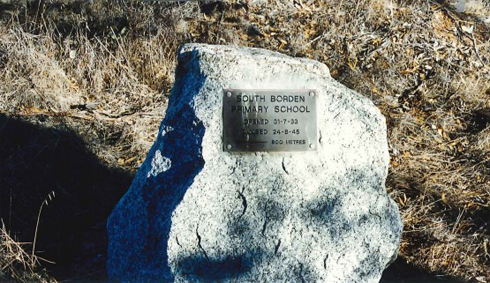 SOUTH BORDEN
PRIMARY SCHOOL
OPENED 31-7-33
CLOSED 24-8-45
800 METRES